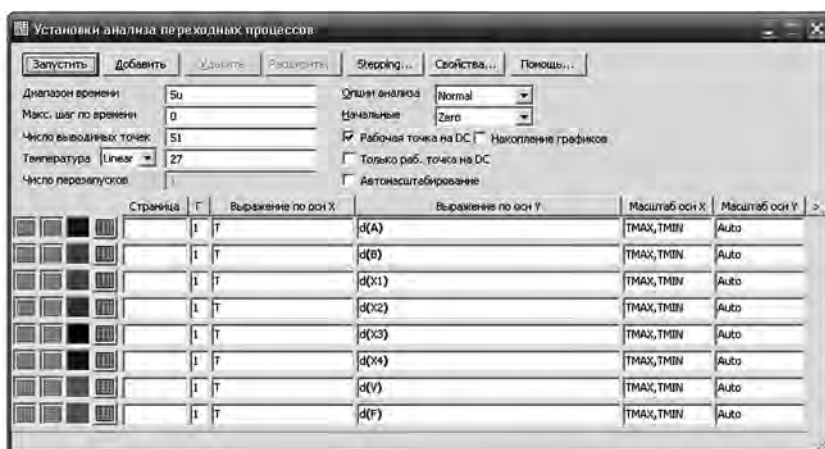 Установки анализа переходных процессов
Запустить Добавить Удалить Расширить Stepping... Свойства... Помощь...
Диапазон времени 5u Опции анализа Normal
Макс. шаг по времени 0 Начальные Zero
Число выводимых точек 51 Рабочая точка на DC Накопление графиков
Температура Linear 27 Только раб. точка на DC
Число перезапусков 1 Автомасштабирование
Страница Г Выражение по оси X Выражение по оси Y Масштаб оси X Масштаб оси Y >
1 T d(A) TMAX,TMIN Auto
1 T d(B) TMAX,TMIN Auto
1 T d(X1) TMAX,TMIN Auto
1 T d(X2) TMAX,TMIN Auto
1 T d(X3) TMAX,TMIN Auto
1 T d(X4) TMAX,TMIN Auto
1 T d(V) TMAX,TMIN Auto
1 T d(F) TMAX,TMIN Auto